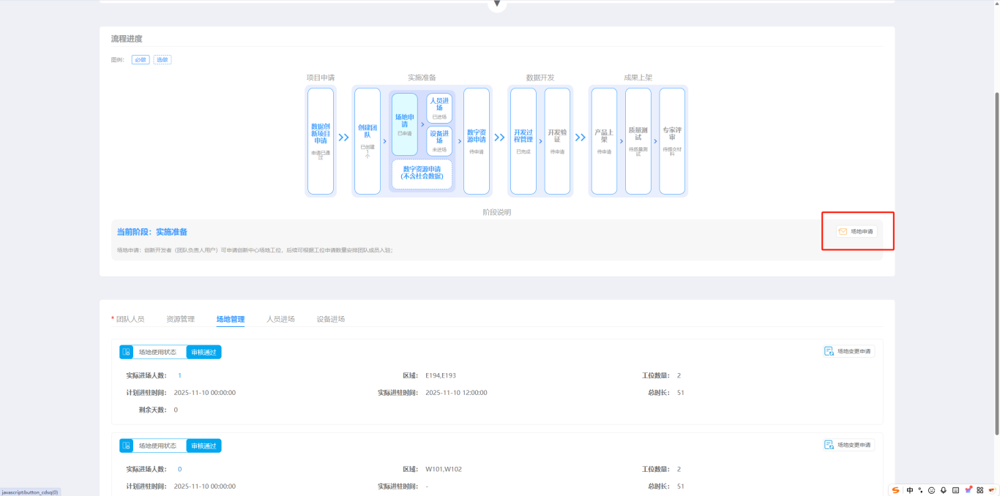 流程进度
图例： 必做 选做
项目申请 实施准备 数据开发 成果上架
数据创
新项目
申请
申请已通
过
创建团
队
已创建
1
个
场地申
请
已申请
人员进
场
已进场
设备进
场
未进场
数字资源申请
(不含社会数据)
数字资
源申请
待申请
开发过
程管理
已完成
开发验
证
待申请
产品上
架
待申请
质量测
试
待质量测
试
专家评
审
待提交材
料
阶段说明
当前阶段：实施准备
场地申请
场地申请：创新开发者（团队负责人用户）可申请创新中心场地工位，后续可根据工位申请数量安排团队成员入驻；
* 团队人员 资源管理 场地管理 人员进场 设备进场
场地使用状态 审核通过 场地变更申请
实际进场人数： 1 区域： E194,E193 工位数量： 2
计划进驻时间： 2025-11-10 00:00:00 实际进驻时间： 2025-11-10 12:00:00 总时长： 51
剩余天数： 0
场地使用状态 审核通过 场地变更申请
实际进场人数： 0 区域： W101,W102 工位数量： 2
计划进驻时间： 2025-11-10 00:00:00 实际进驻时间： - 总时长： 51
javascript:button_cdsq(0)
中